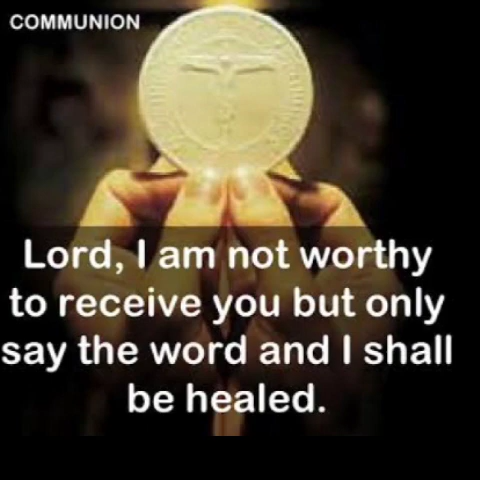 COMMUNION
Lord, I am not worthy
to receive you but only
say the word and I shall
be healed.